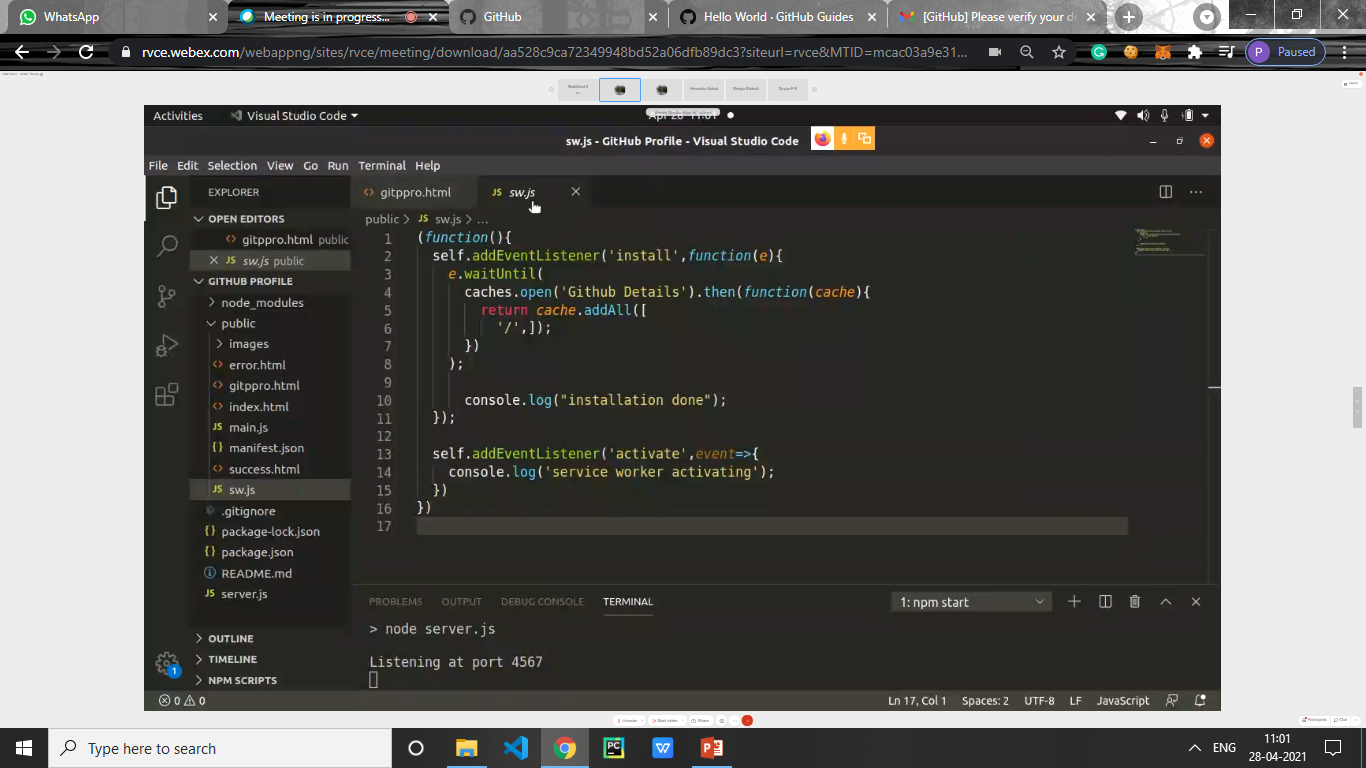 WhatsApp
Meeting is in progress...
GitHub
Hello World · GitHub Guides
[GitHub] Please verify your d
rvce.webex.com/webappng/sites/rvce/meeting/download/aa528c9ca72349948bd52a06dfb89dc3?siteurl=rvce&MTID=mcac03a9e31...
P Paused
Activities
Visual Studio Code
sw.js - GitHub Profile - Visual Studio Code
File Edit Selection View Go Run Terminal Help
EXPLORER
OPEN EDITORS
gitppro.html public
JS sw.js public
GITHUB PROFILE
node_modules
public
images
error.html
gitppro.html
index.html
JS main.js
{} manifest.json
success.html
JS sw.js
.gitignore
{} package-lock.json
{} package.json
README.md
JS server.js
OUTLINE
TIMELINE
NPM SCRIPTS
1
<> gitppro.html
JS sw.js
public > JS sw.js > ...
1 (function(){
2 self.addEventListener('install',function(e){
3 e.waitUntil(
4 caches.open('Github Details').then(function(cache){
5 return cache.addAll([
6 '/',]);
7 })
8 );
9
10 console.log("installation done");
11 });
12
13 self.addEventListener('activate',event=>{
14 console.log('service worker activating');
15 })
16 })
17
PROBLEMS OUTPUT DEBUG CONSOLE TERMINAL
1: npm start
> node server.js
Listening at port 4567
0 0
Ln 17, Col 1 Spaces: 2 UTF-8 LF JavaScript
Type here to search
PC
W
P
ENG
11:01
28-04-2021